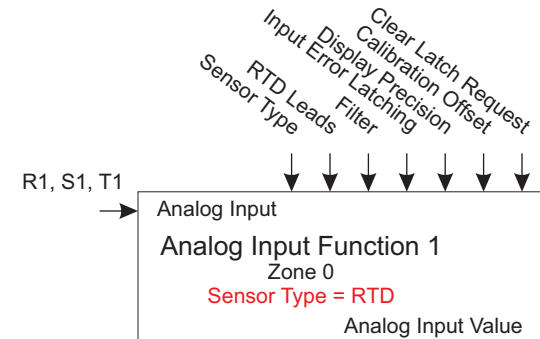 Sensor Type
RTD Leads
Filter
Input Error Latching
Display Precision
Calibration Offset
Clear Latch Request
R1, S1, T1
Analog Input
Analog Input Function 1
Zone 0
Sensor Type = RTD
Analog Input Value